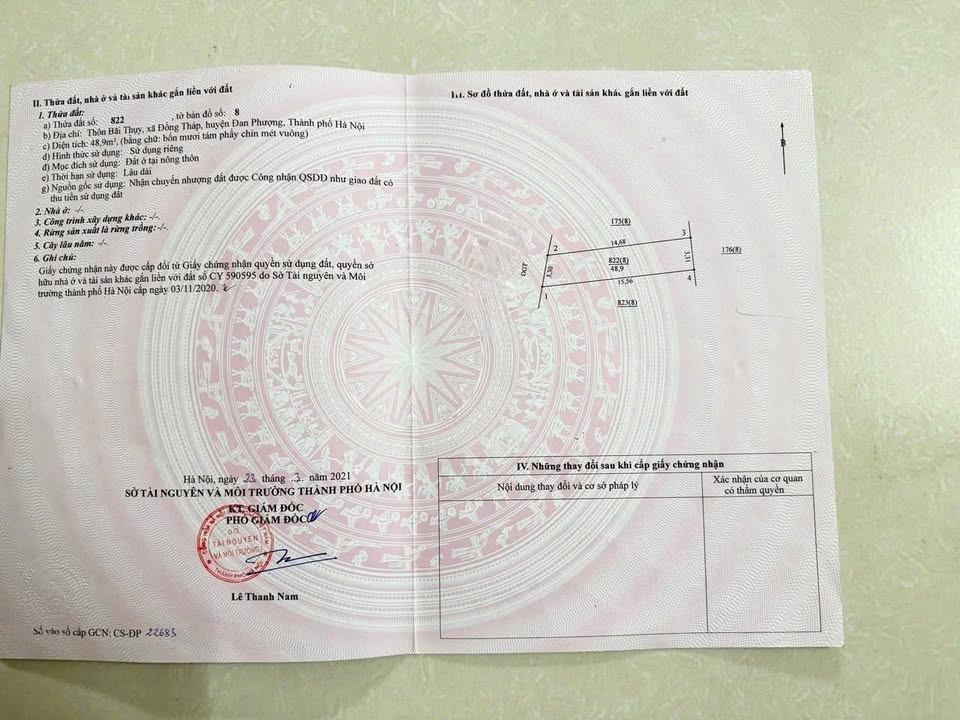 II. Thửa đất, nhà ở và tài sản khác gắn liền với đất
1. Thửa đất:
a) Thửa đất số: 822 , tờ bản đồ số: 8
b) Địa chỉ: Thôn Bãi Thụy, xã Đồng Tháp, huyện Đan Phượng, Thành phố Hà Nội
c) Diện tích: 48,9m², (bằng chữ: bốn mươi tám phẩy chín mét vuông)
d) Hình thức sử dụng: Sử dụng riêng
đ) Mục đích sử dụng: Đất ở tại nông thôn
e) Thời hạn sử dụng: Lâu dài
g) Nguồn gốc sử dụng: Nhận chuyển nhượng đất được Công nhận QSDĐ như giao đất có
thu tiền sử dụng đất
2. Nhà ở: -/-
3. Công trình xây dựng khác: -/-.
4. Rừng sản xuất là rừng trồng:-/-.
5. Cây lâu năm: -/-
6. Ghi chú:
Giấy chứng nhận này được cấp đổi từ Giấy chứng nhận quyền sử dụng đất, quyền sở
hữu nhà ở và tài sản khác gắn liền với đất số CY 590595 do Sở Tài nguyên và Môi
trường thành phố Hà Nội cấp ngày 03/11/2020.
Hà Nội, ngày 23 tháng 3 năm 2021
SỞ TÀI NGUYÊN VÀ MÔI TRƯỜNG THÀNH PHỐ HÀ NỘI
KT. GIÁM ĐỐC
PHÓ GIÁM ĐỐC
SỞ
TÀI NGUYÊN
VÀ MÔI TRƯỜNG
THÀNH PHỐ HÀ NỘI
Lê Thanh Nam
Số vào sổ cấp GCN: CS-ĐP 22683
III. Sơ đồ thửa đất, nhà ở và tài sản khác gắn liền với đất
B
175(8)
2
14,68
3
176(8)
ĐGT
3,30
822(8)
48,9
3,31
1
15,56
4
823(8)
IV. Những thay đổi sau khi cấp giấy chứng nhận
Nội dung thay đổi và cơ sở pháp lý
Xác nhận của cơ quan
có thẩm quyền